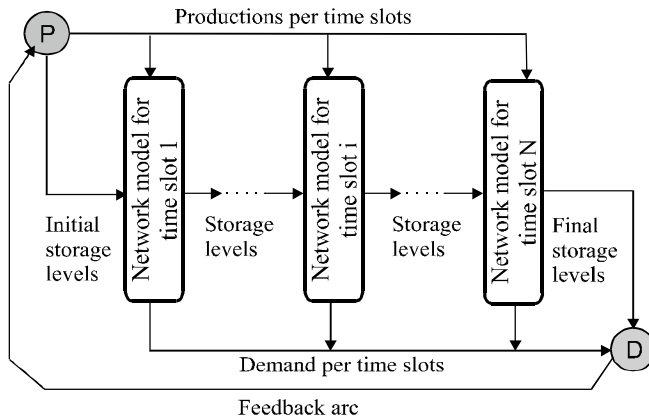 Productions per time slots
P
Network model for
time slot 1
Network model for
time slot i
Network model for
time slot N
Initial
storage
levels
Storage
levels
Storage
levels
Final
storage
levels
D
Demand per time slots
Feedback arc